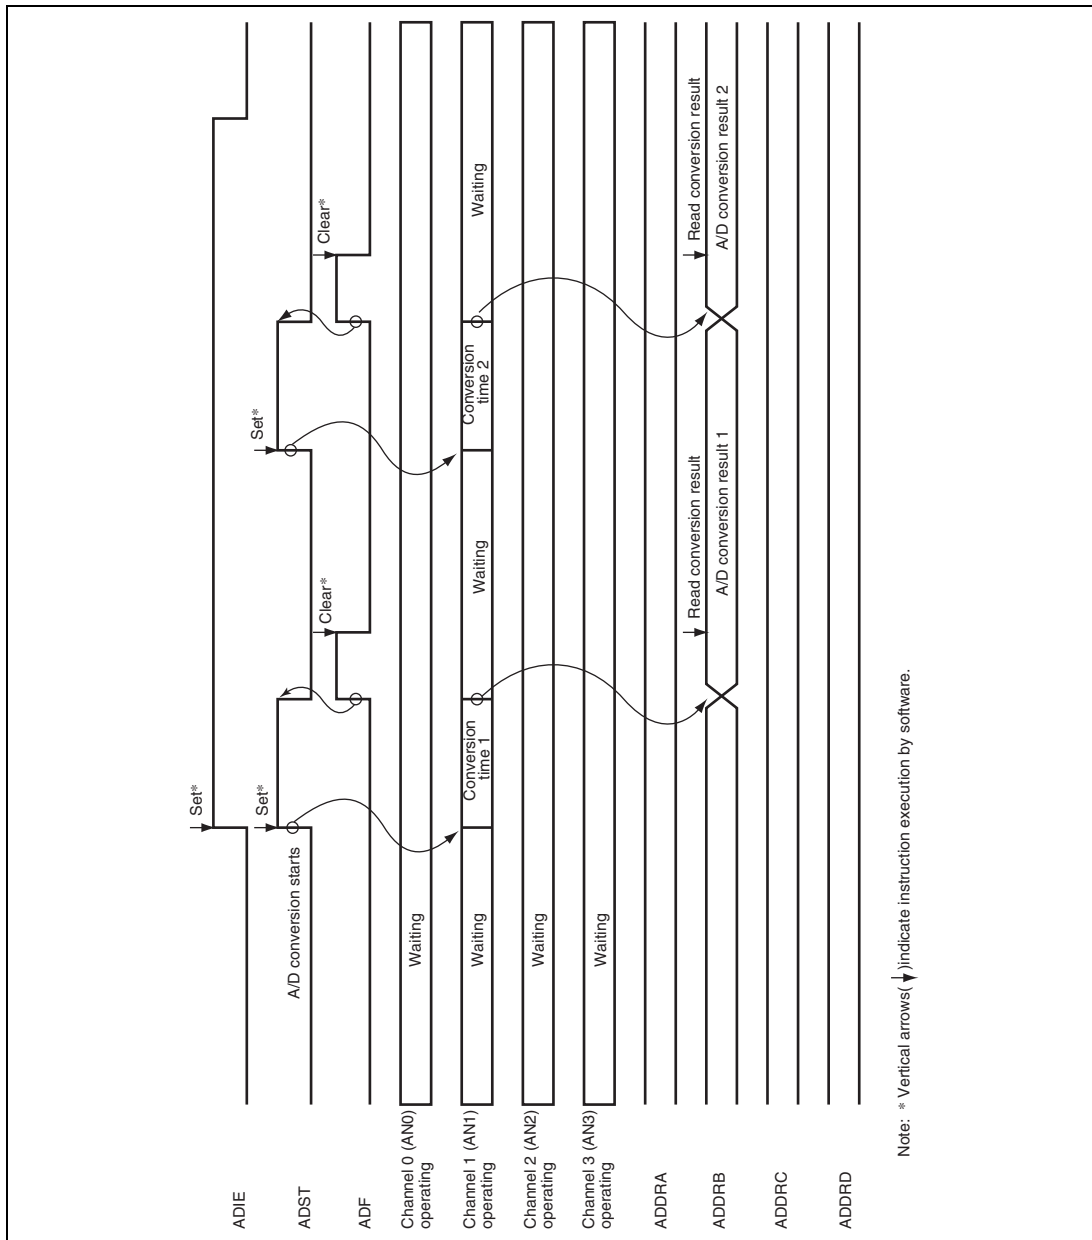 ADIE
Set*
ADST
A/D conversion starts
Set*
Set*
ADF
Clear*
Clear*
Channel 0 (AN0)
operating
Waiting
Channel 1 (AN1)
operating
Waiting
Conversion
time 1
Waiting
Conversion
time 2
Waiting
Channel 2 (AN2)
operating
Waiting
Channel 3 (AN3)
operating
Waiting
ADDRA
ADDRB
Read conversion result
A/D conversion result 1
Read conversion result
A/D conversion result 2
ADDRC
ADDRD
Note: * Vertical arrows(↓)indicate instruction execution by software.